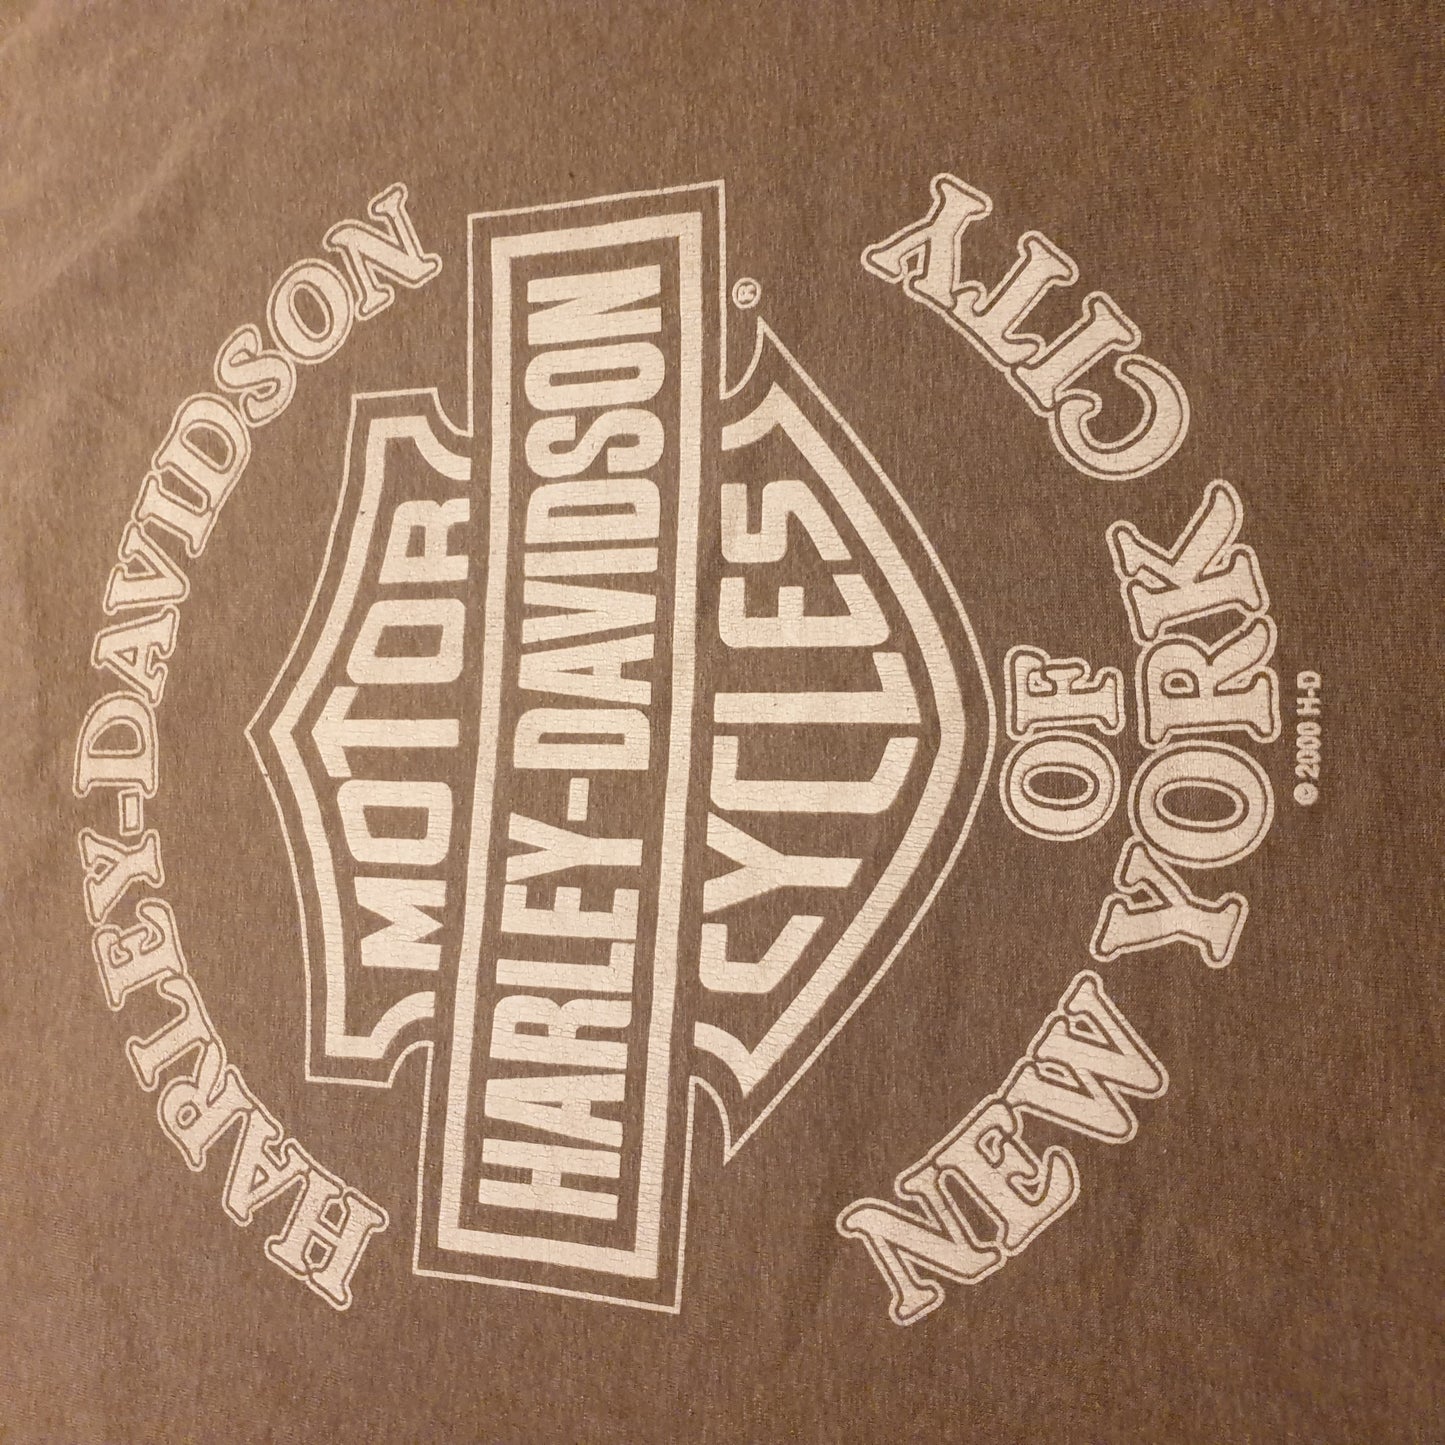 HARLEY-DAVIDSON
MOTOR
HARLEY-DAVIDSON
®
CYCLES
OF
NEW YORK CITY
© 2000 H-D